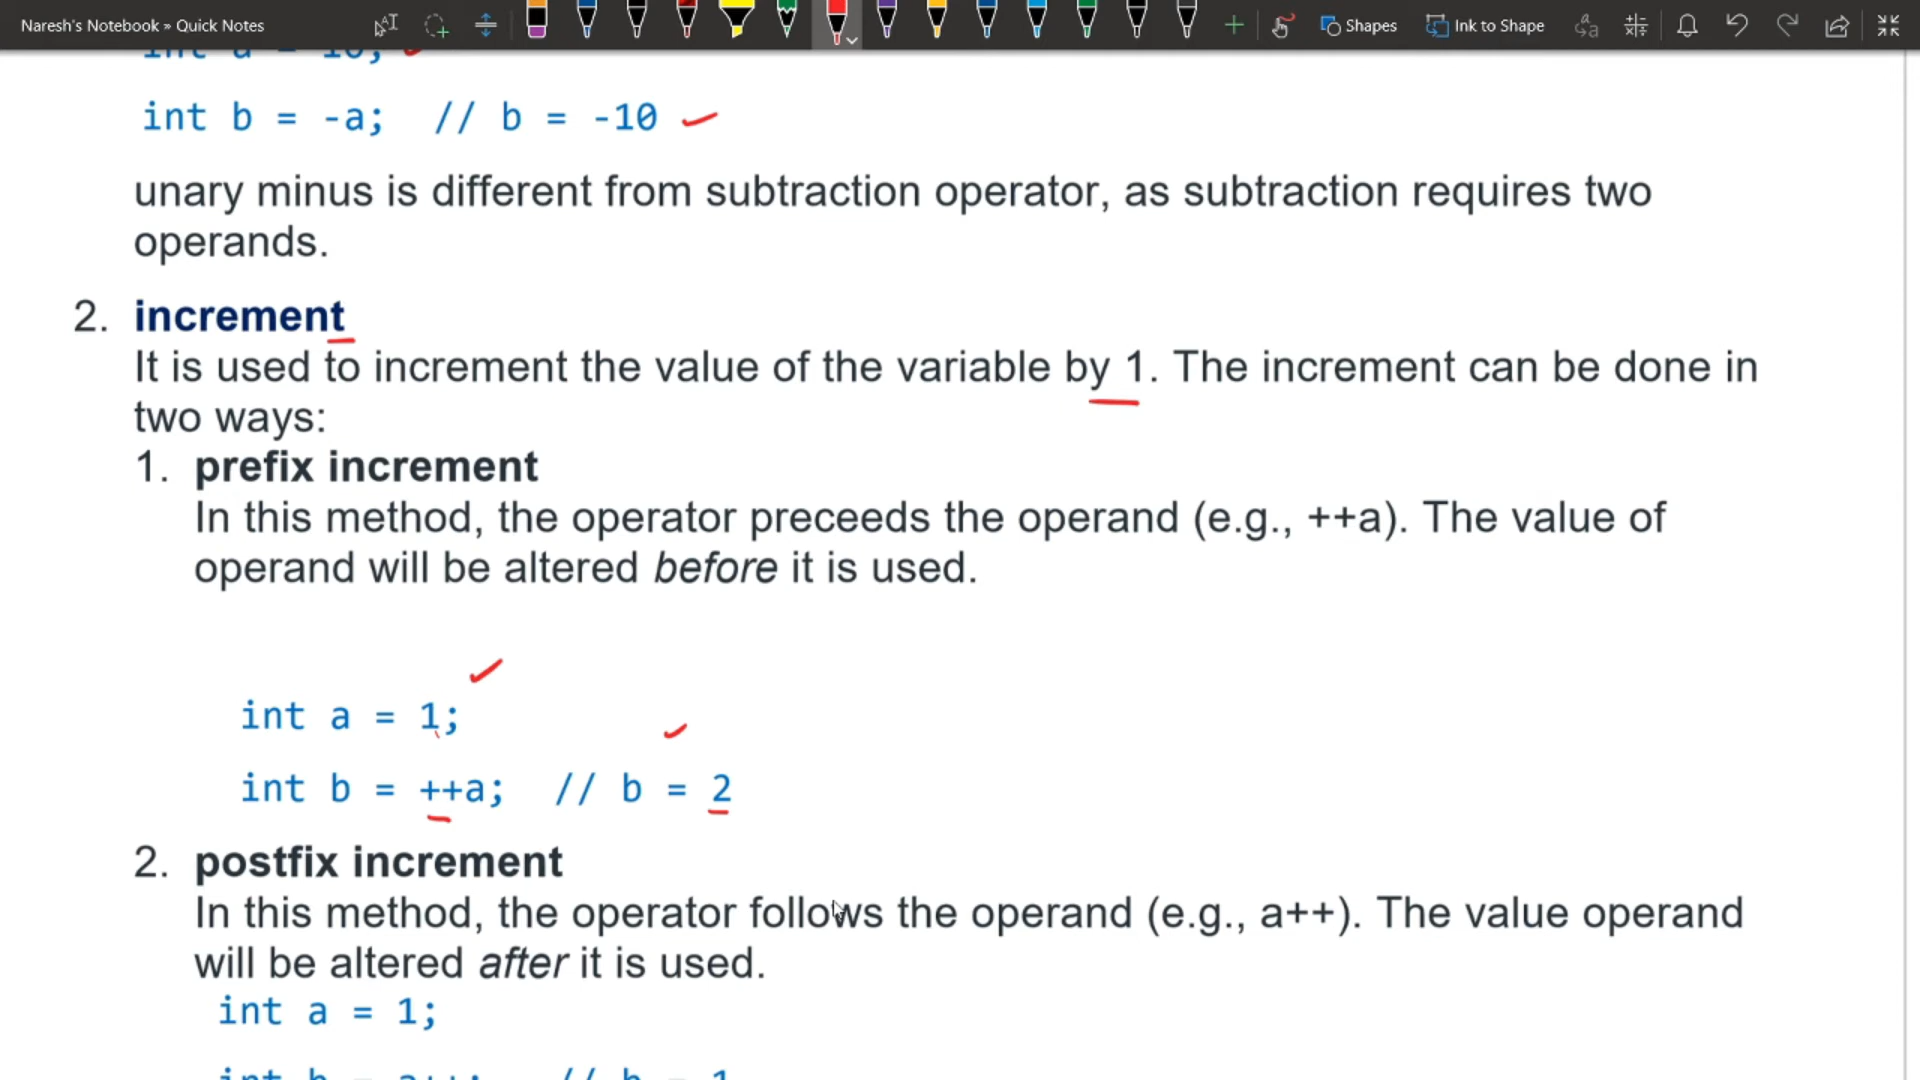 Naresh's Notebook » Quick Notes
Shapes
Ink to Shape
int a = 10;
int b = -a;  // b = -10
unary minus is different from subtraction operator, as subtraction requires two
operands.
2. increment
It is used to increment the value of the variable by 1. The increment can be done in
two ways:
1. prefix increment
In this method, the operator preceeds the operand (e.g., ++a). The value of
operand will be altered before it is used.
int a = 1;
int b = ++a;  // b = 2
2. postfix increment
In this method, the operator follows the operand (e.g., a++). The value operand
will be altered after it is used.
int a = 1;
int b = a++;  // b = 1